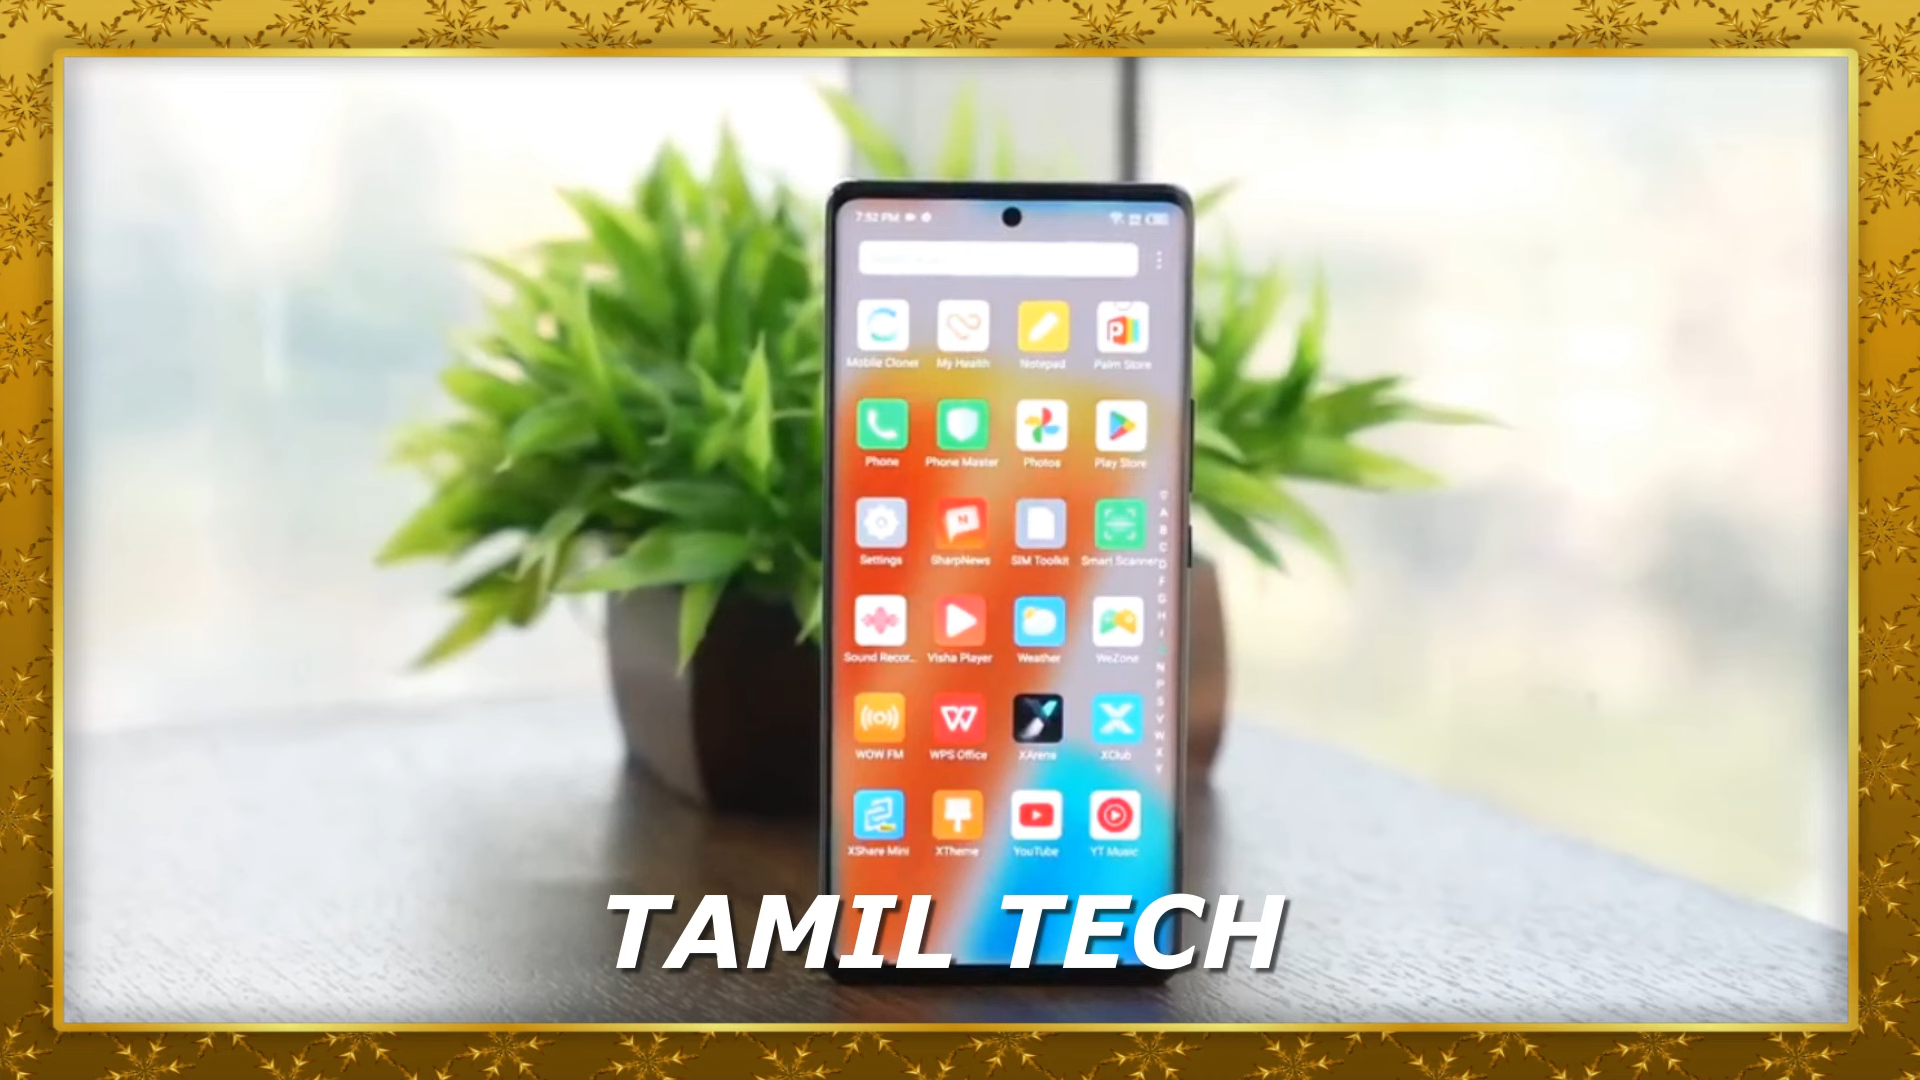 7:52 PM
Mobile Cloner My Health Notepad Palm Store
Phone Phone Master Photos Play Store
Settings SharpNews SIM Toolkit Smart Scanner
Sound Recor... Visha Player Weather WeZone
WOW FM WPS Office XArena XClub
XShare Mini XTheme YouTube YT Music
A
B
C
D
F
G
H
I
N
P
S
V
W
X
Y
TAMIL TECH